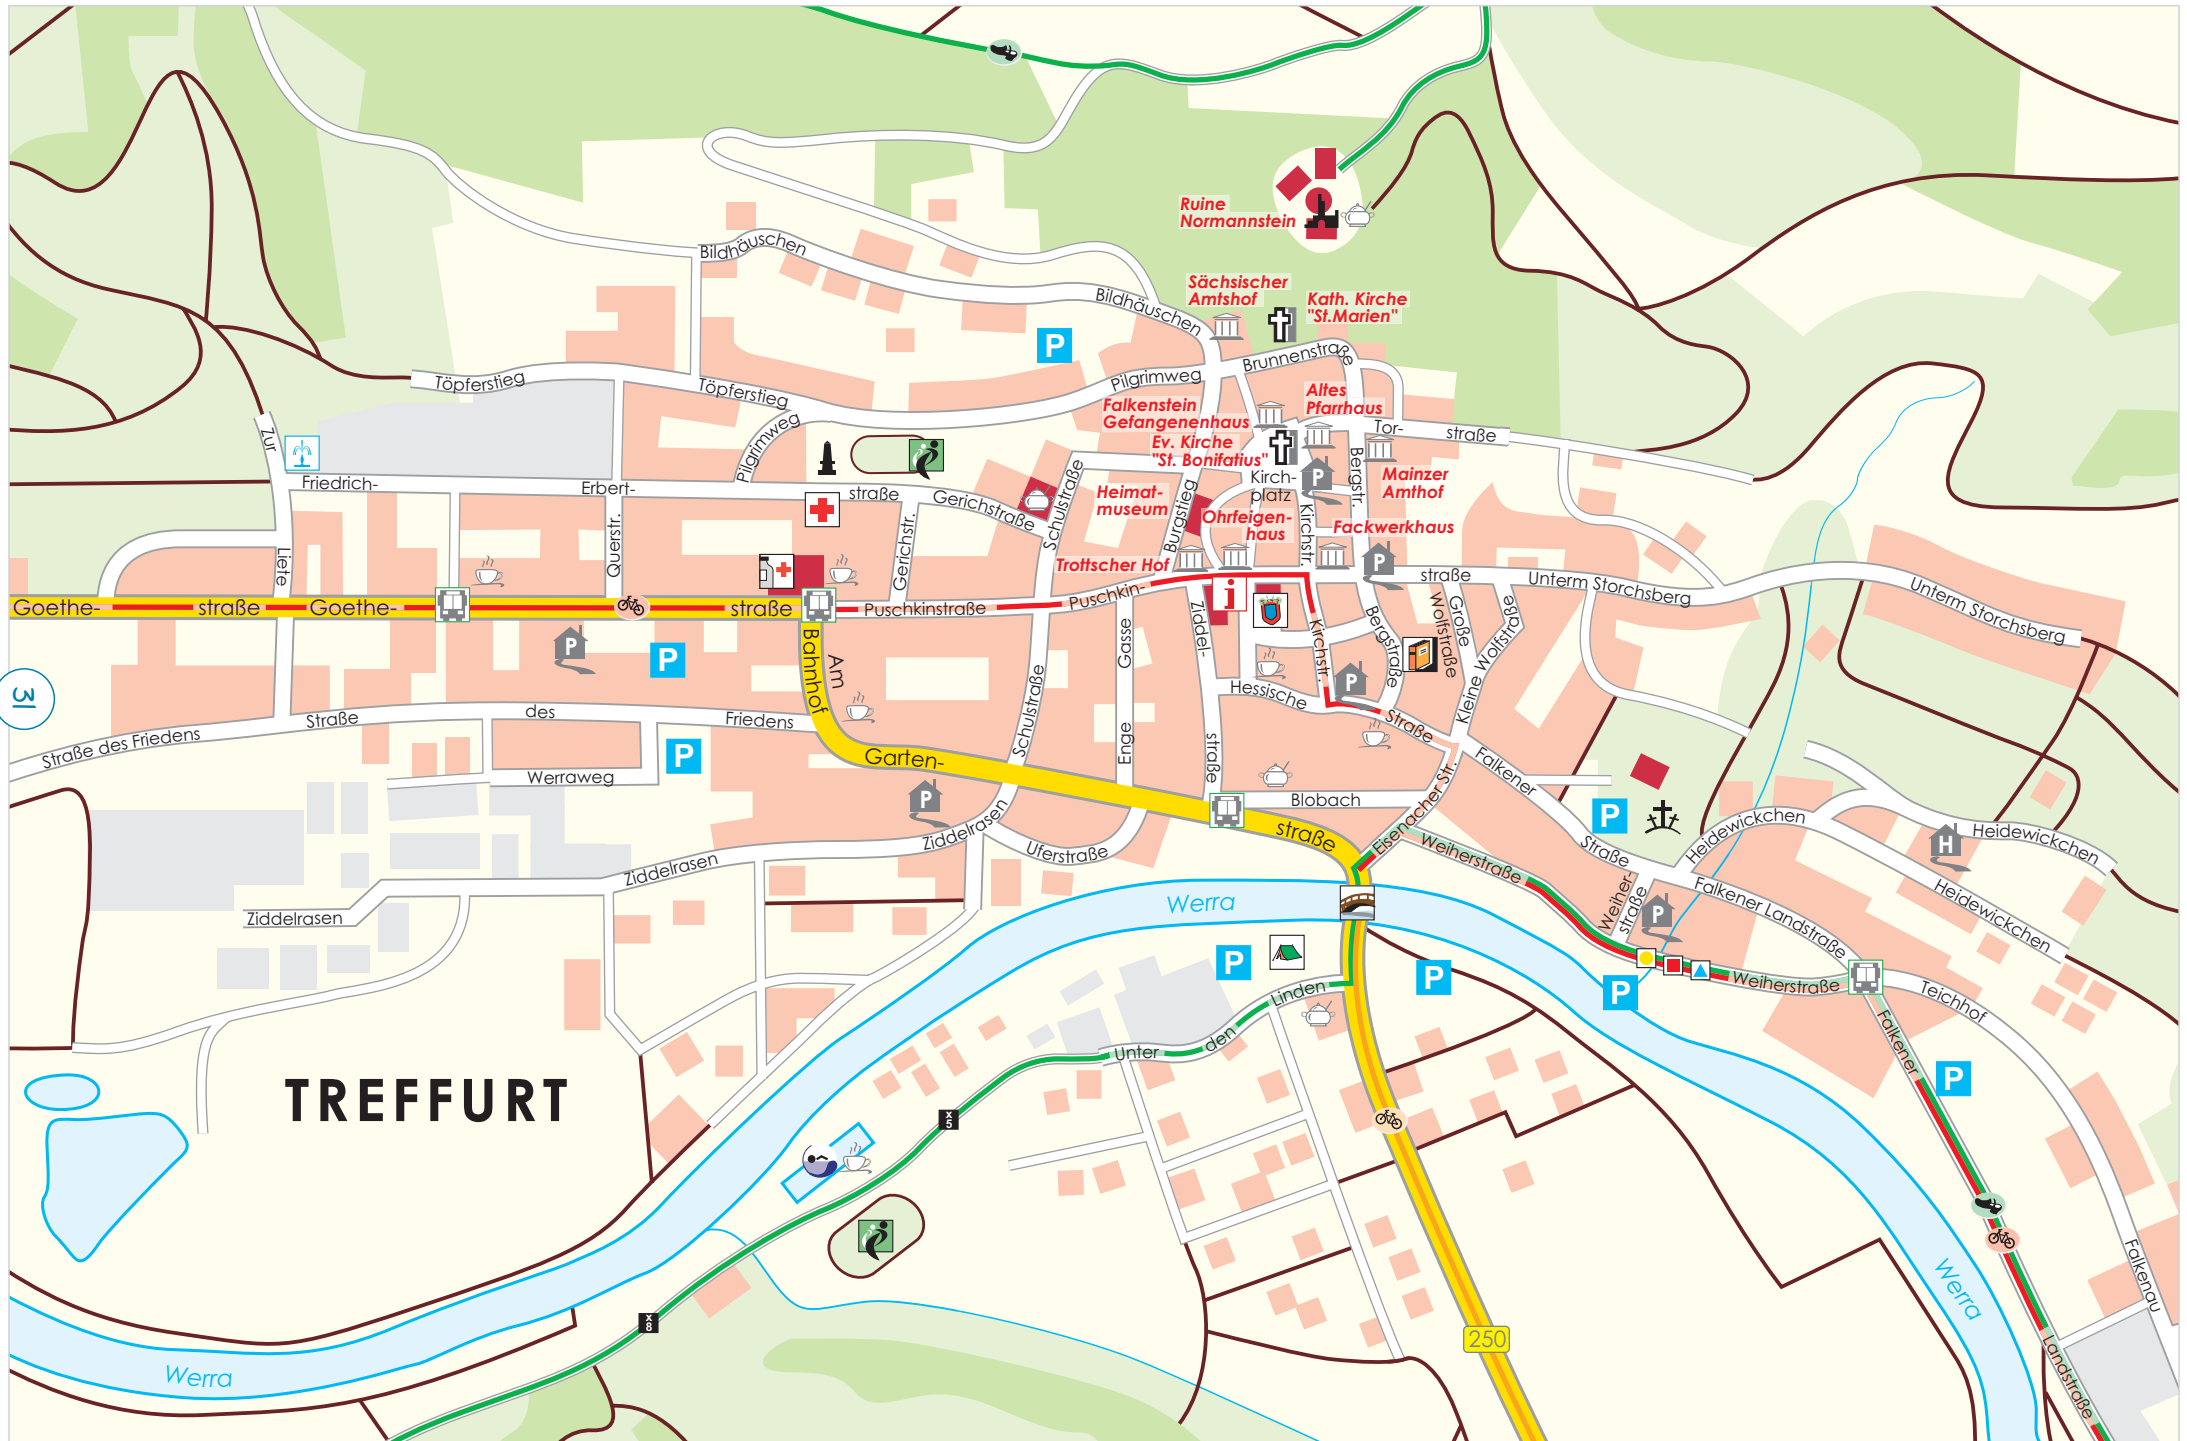 Ruine
Normannstein
Bildhäuschen
Sächsischer
Amtshof
Kath. Kirche
"St.Marien"
Bildhäuschen
Brunnenstraße
P
Töpferstieg
Töpferstieg
Pilgrimweg
Altes
Pfarrhaus
Falkenstein
Gefangenenhaus
Pilgrimweg
Ev. Kirche
"St. Bonifatius"
Tor-
straße
Zur
Liete
Friedrich-
Erbert-
straße
Gerichstraße
Schulstraße
Kirch-
platz
P
Bergstr.
Mainzer
Amthof
Heimat-
museum
Burgstieg
Ohrfeigen-
haus
Kirchstr.
Fackwerkhaus
Querstr.
Gerichstr.
Trottscher Hof
P
straße
Unterm Storchsberg
Unterm Storchsberg
Goethe-
straße
Goethe-
straße
Puschkinstraße
Puschkin-
i
Ziddel-
straße
Enge
Gasse
Kirchstr.
Bergstraße
Große
Wolfstraße
Kleine
Wolfstraße
P
P
Am
Bahnhof
Schulstraße
Hessische
Straße
P
31
Straße des Friedens
Straße
des
Friedens
Werraweg
P
Garten-
straße
P
Blobach
Eisenacher Str.
Falkener
Straße
P
Heidewickchen
Heidewickchen
Heidewickchen
H
Ziddelrasen
Ziddelrasen
Ziddelrasen
Uferstraße
Weiherstraße
Weiher-
straße
P
Falkener Landstraße
Werra
P
P
P
Weiherstraße
Teichhof
Linden
den
Unter
Falkener
P
TREFFURT
x
5
x
8
250
Werra
Werra
Falkenau
Landstraße